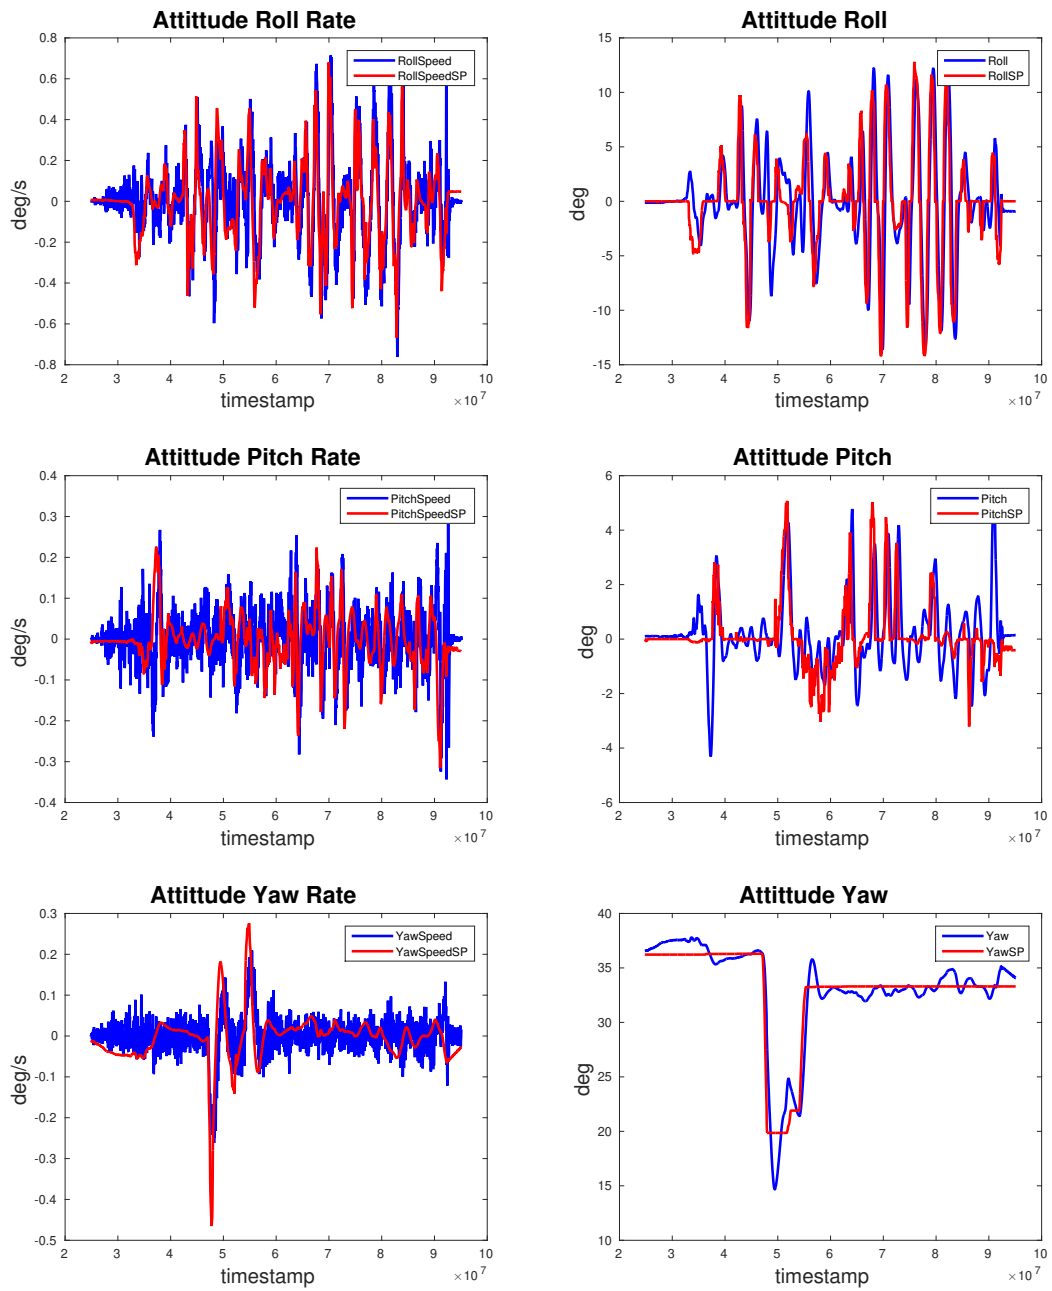 Attittude Roll Rate
0.8
0.6
0.4
0.2
0
-0.2
-0.4
-0.6
-0.8
deg/s
RollSpeed
RollSpeedSP
2 3 4 5 6 7 8 9 10
timestamp
×10 7
Attittude Roll
15
10
5
0
-5
-10
-15
deg
Roll
RollSP
2 3 4 5 6 7 8 9 10
timestamp
×10 7
Attittude Pitch Rate
0.4
0.3
0.2
0.1
0
-0.1
-0.2
-0.3
-0.4
deg/s
PitchSpeed
PitchSpeedSP
2 3 4 5 6 7 8 9 10
timestamp
×10 7
Attittude Pitch
6
4
2
0
-2
-4
-6
deg
Pitch
PitchSP
2 3 4 5 6 7 8 9 10
timestamp
×10 7
Attittude Yaw Rate
0.3
0.2
0.1
0
-0.1
-0.2
-0.3
-0.4
-0.5
deg/s
YawSpeed
YawSpeedSP
2 3 4 5 6 7 8 9 10
timestamp
×10 7
Attittude Yaw
40
35
30
25
20
15
10
deg
Yaw
YawSP
2 3 4 5 6 7 8 9 10
timestamp
×10 7